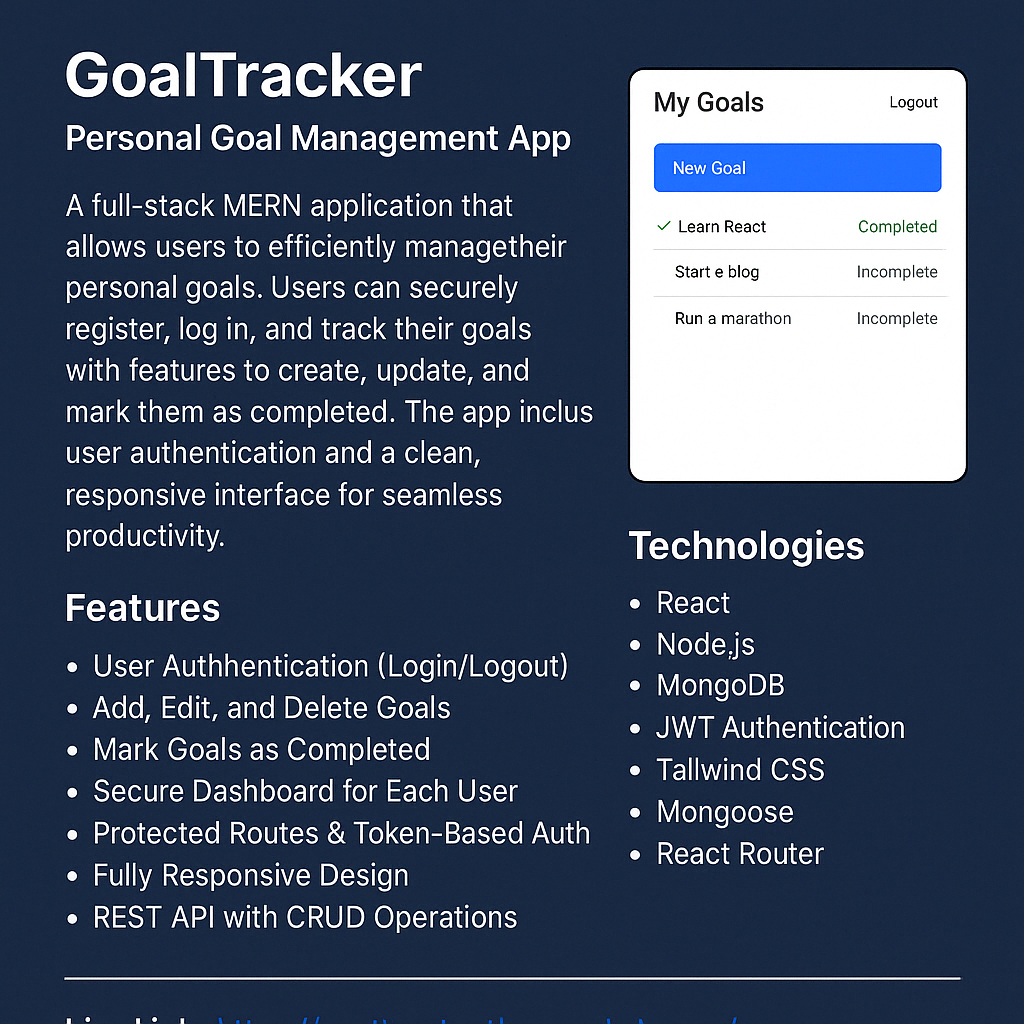 GoalTracker
Personal Goal Management App
A full-stack MERN application that
allows users to efficiently managetheir
personal goals. Users can securely
register, log in, and track their goals
with features to create, update, and
mark them as completed. The app inclus
user authentication and a clean,
responsive interface for seamless
productivity.
Features
• User Authhentication (Login/Logout)
• Add, Edit, and Delete Goals
• Mark Goals as Completed
• Secure Dashboard for Each User
• Protected Routes & Token-Based Auth
• Fully Responsive Design
• REST API with CRUD Operations
My Goals Logout
New Goal
✓ Learn React Completed
Start e blog Incomplete
Run a marathon Incomplete
Technologies
• React
• Node.js
• MongoDB
• JWT Authentication
• Tallwind CSS
• Mongoose
• React Router